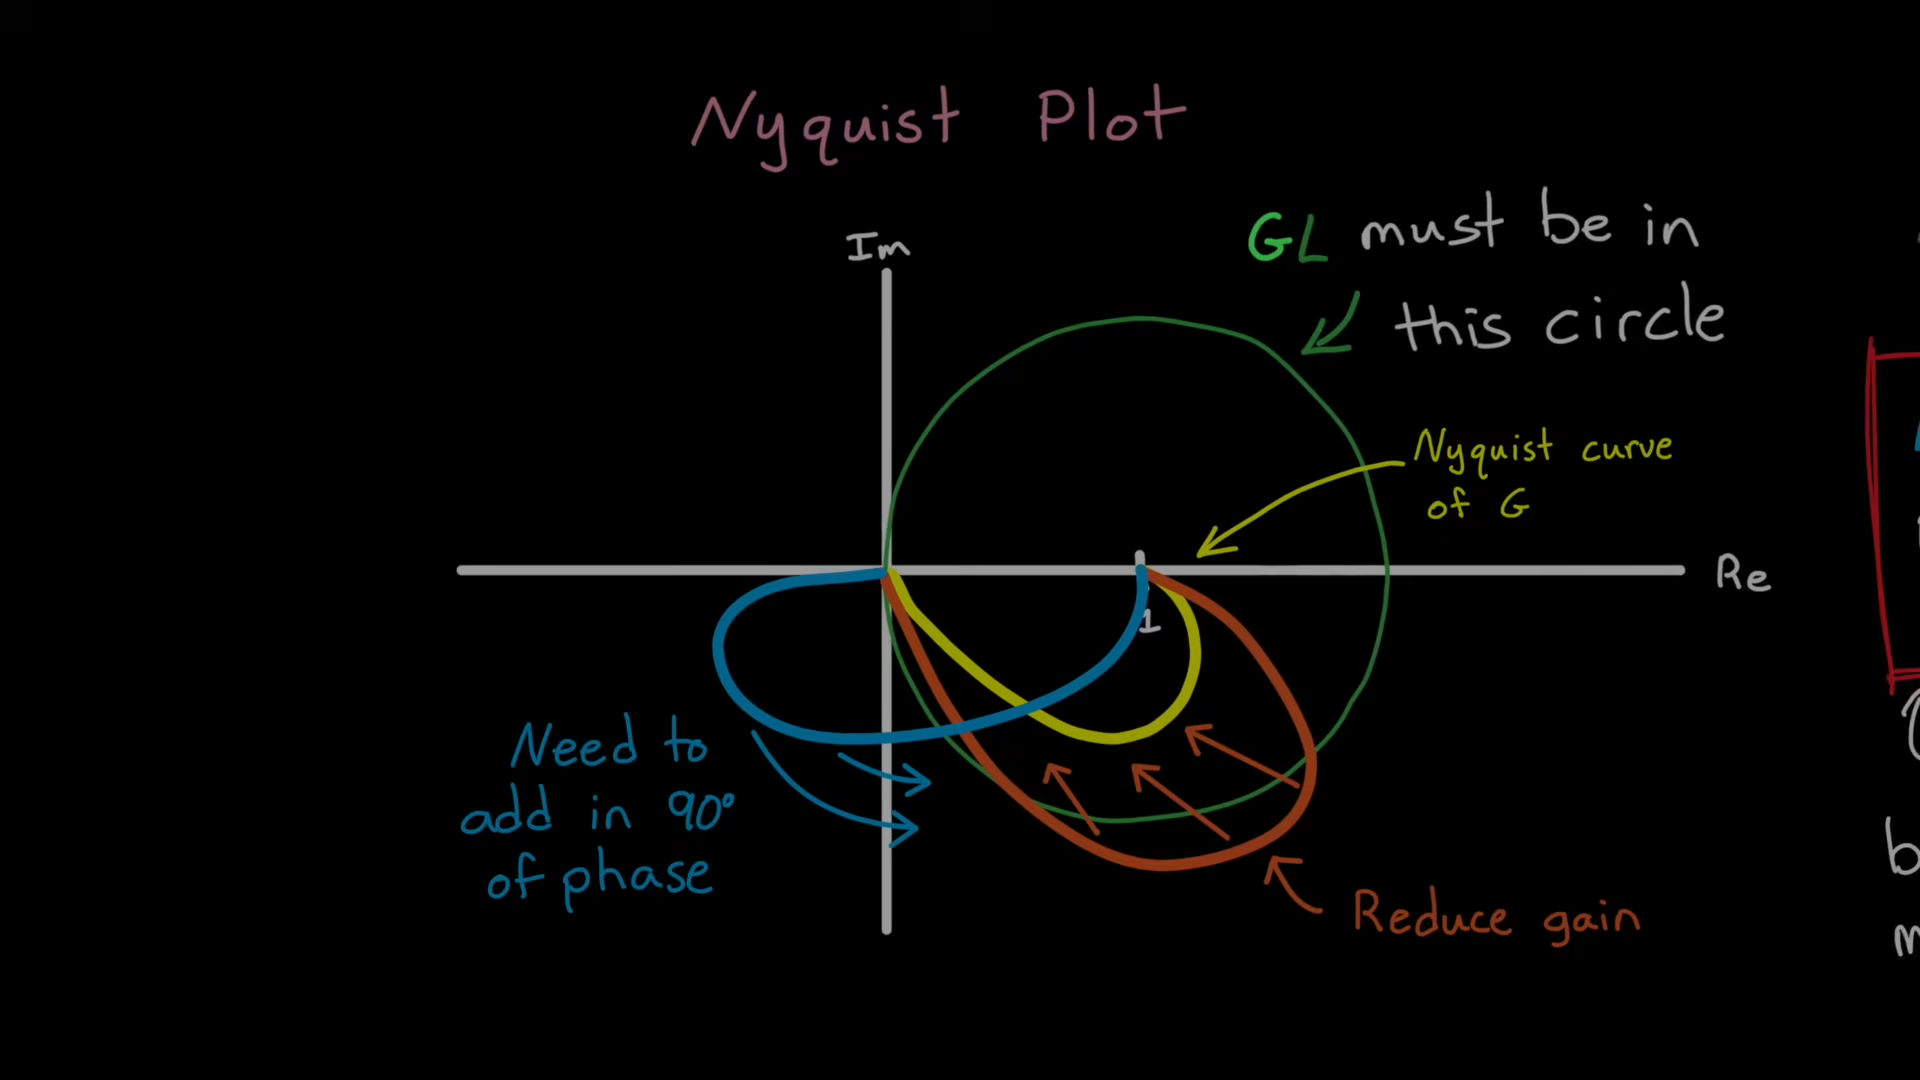 Nyquist Plot
Im
GL must be in
this circle
Nyquist curve
of G
Re
1
Need to
add in 90°
of phase
Reduce gain
b
m